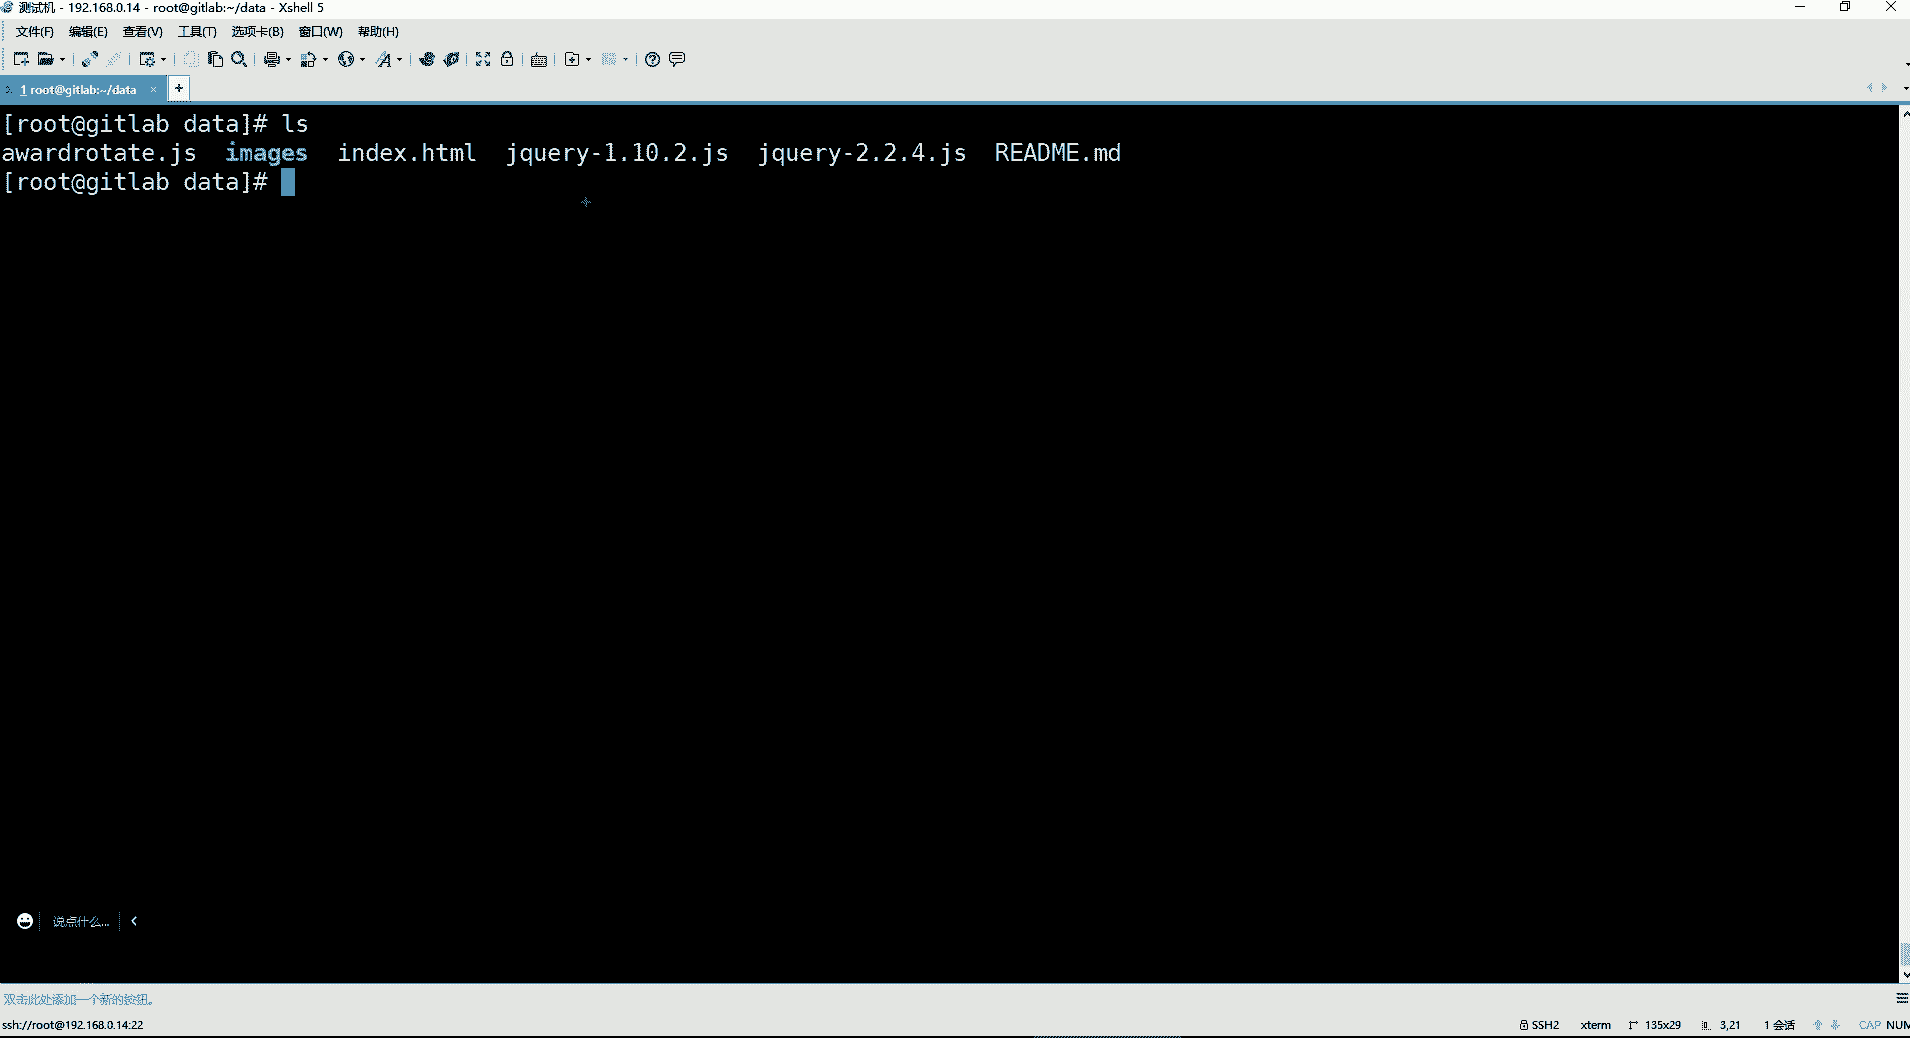 测试机 - 192.168.0.14 - root@gitlab:~/data - Xshell 5
文件(F) 编辑(E) 查看(V) 工具(T) 选项卡(B) 窗口(W) 帮助(H)
1 root@gitlab:~/data × +
[root@gitlab data]# ls
awardrotate.js images index.html jquery-1.10.2.js jquery-2.2.4.js README.md
[root@gitlab data]#
说点什么...
双击此处添加一个新的按钮。
ssh://root@192.168.0.14:22 SSH2 xterm 135x29 3,21 1 会话 CAP NUM